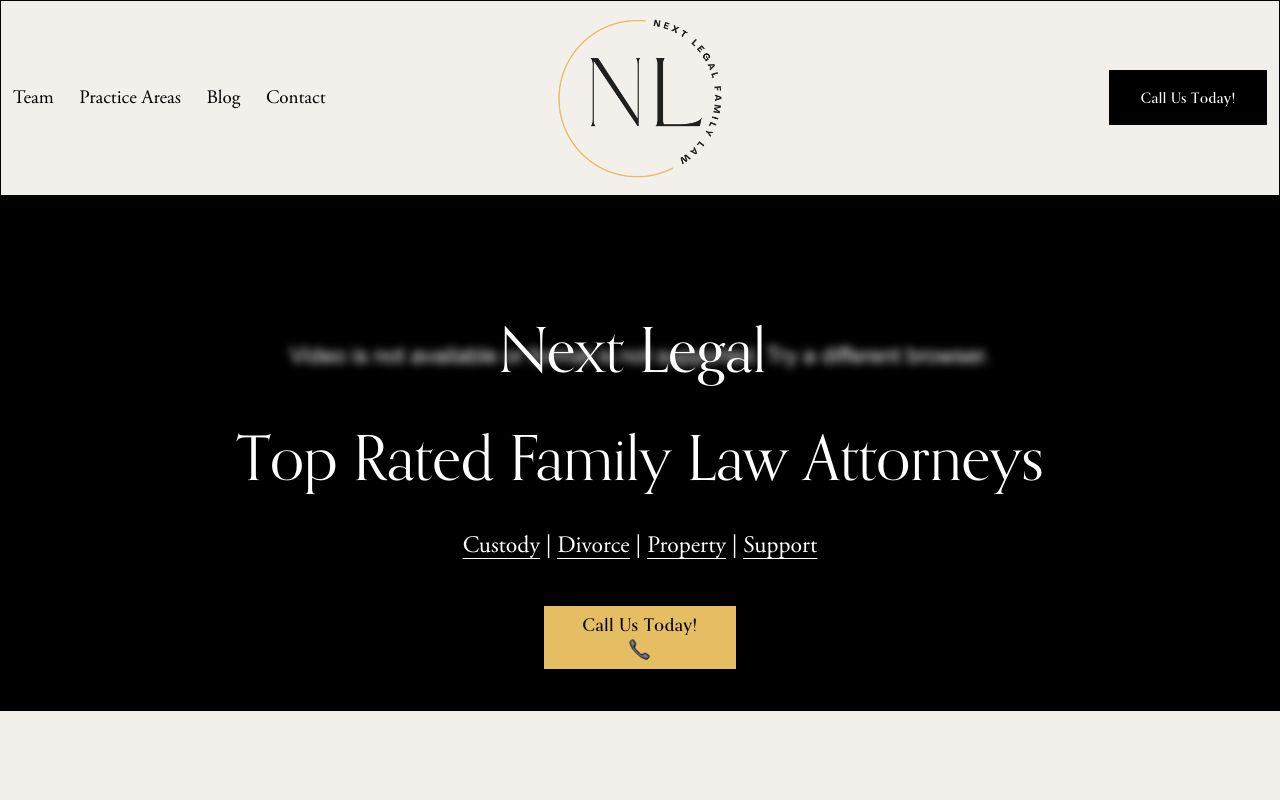 Team Practice Areas Blog Contact
NL
NEXT LEGAL FAMILY LAW
Call Us Today!
Video is not available Try a different browser.
Next Legal
Top Rated Family Law Attorneys
Custody | Divorce | Property | Support
Call Us Today!